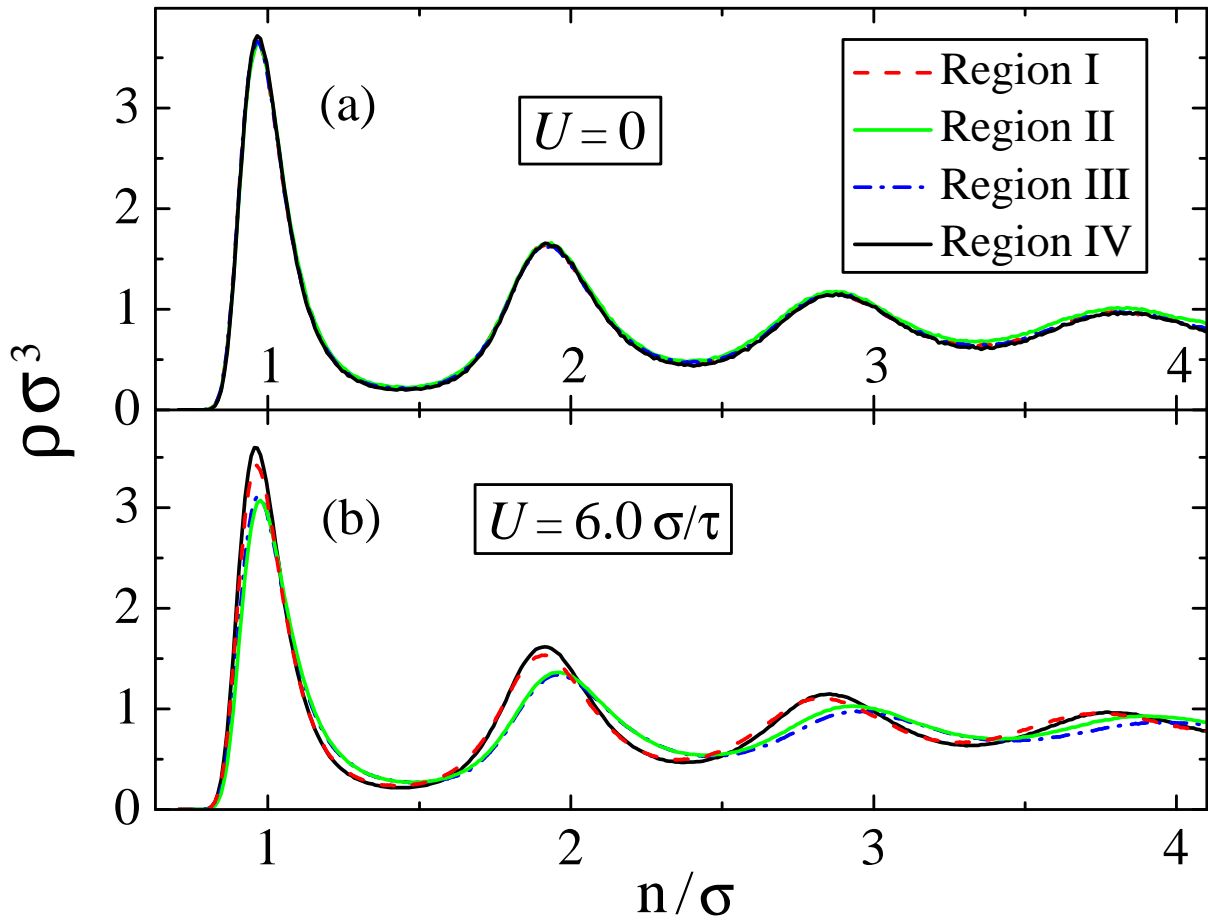 ρσ³
3
2
1
0
(a)
U = 0
Region I
Region II
Region III
Region IV
1 2 3 4
3
2
1
0
(b)
U = 6.0 σ/τ
1 2 3 4
n/σ